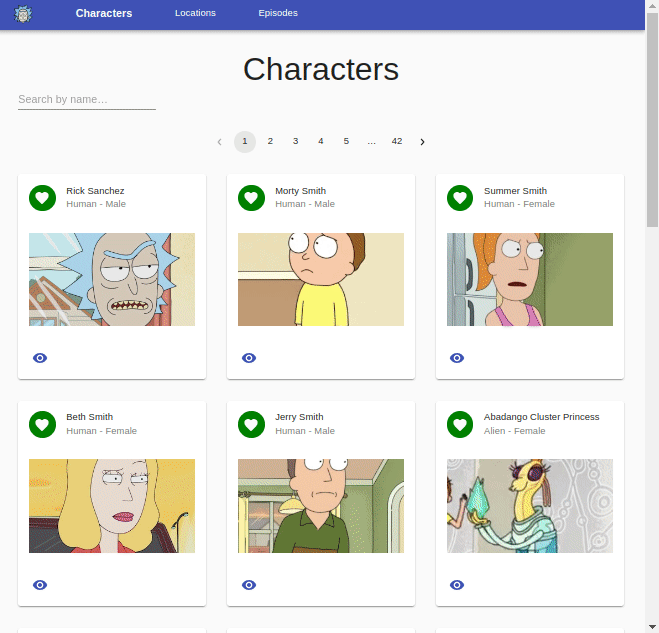 Characters Locations Episodes
Characters
Search by name...
‹ 1 2 3 4 5 ... 42 ›
Rick Sanchez
Human - Male
Morty Smith
Human - Male
Summer Smith
Human - Female
Beth Smith
Human - Female
Jerry Smith
Human - Male
Abadango Cluster Princess
Alien - Female